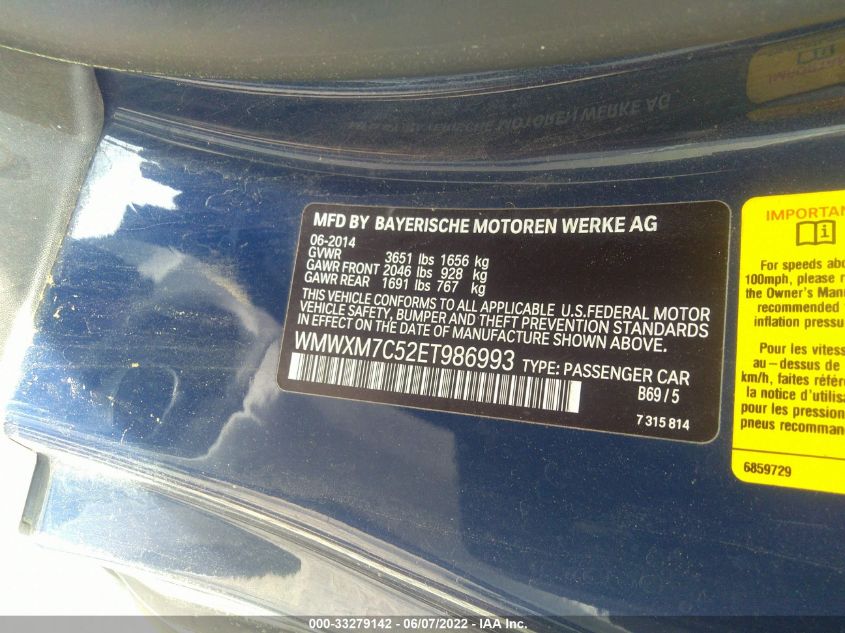 MFD BY BAYERISCHE MOTOREN WERKE AG
06-2014
GVWR 3651 lbs 1656 kg
GAWR FRONT 2046 lbs 928 kg
GAWR REAR 1691 lbs 767 kg
THIS VEHICLE CONFORMS TO ALL APPLICABLE U.S.FEDERAL MOTOR
VEHICLE SAFETY, BUMPER AND THEFT PREVENTION STANDARDS
IN EFFECT ON THE DATE OF MANUFACTURE SHOWN ABOVE.
WMWXM7C52ET986993 TYPE: PASSENGER CAR
B69/5
7 315 814
IMPORTAN
For speeds abo
100mph, please r
the Owner's Manu
recommended
inflation pressu
Pour les vitess
au-dessus de
km/h, faites référe
la notice d'utilisa
pour les pression
pneus recomman
6859729
000-33279142 - 06/07/2022 - IAA Inc.